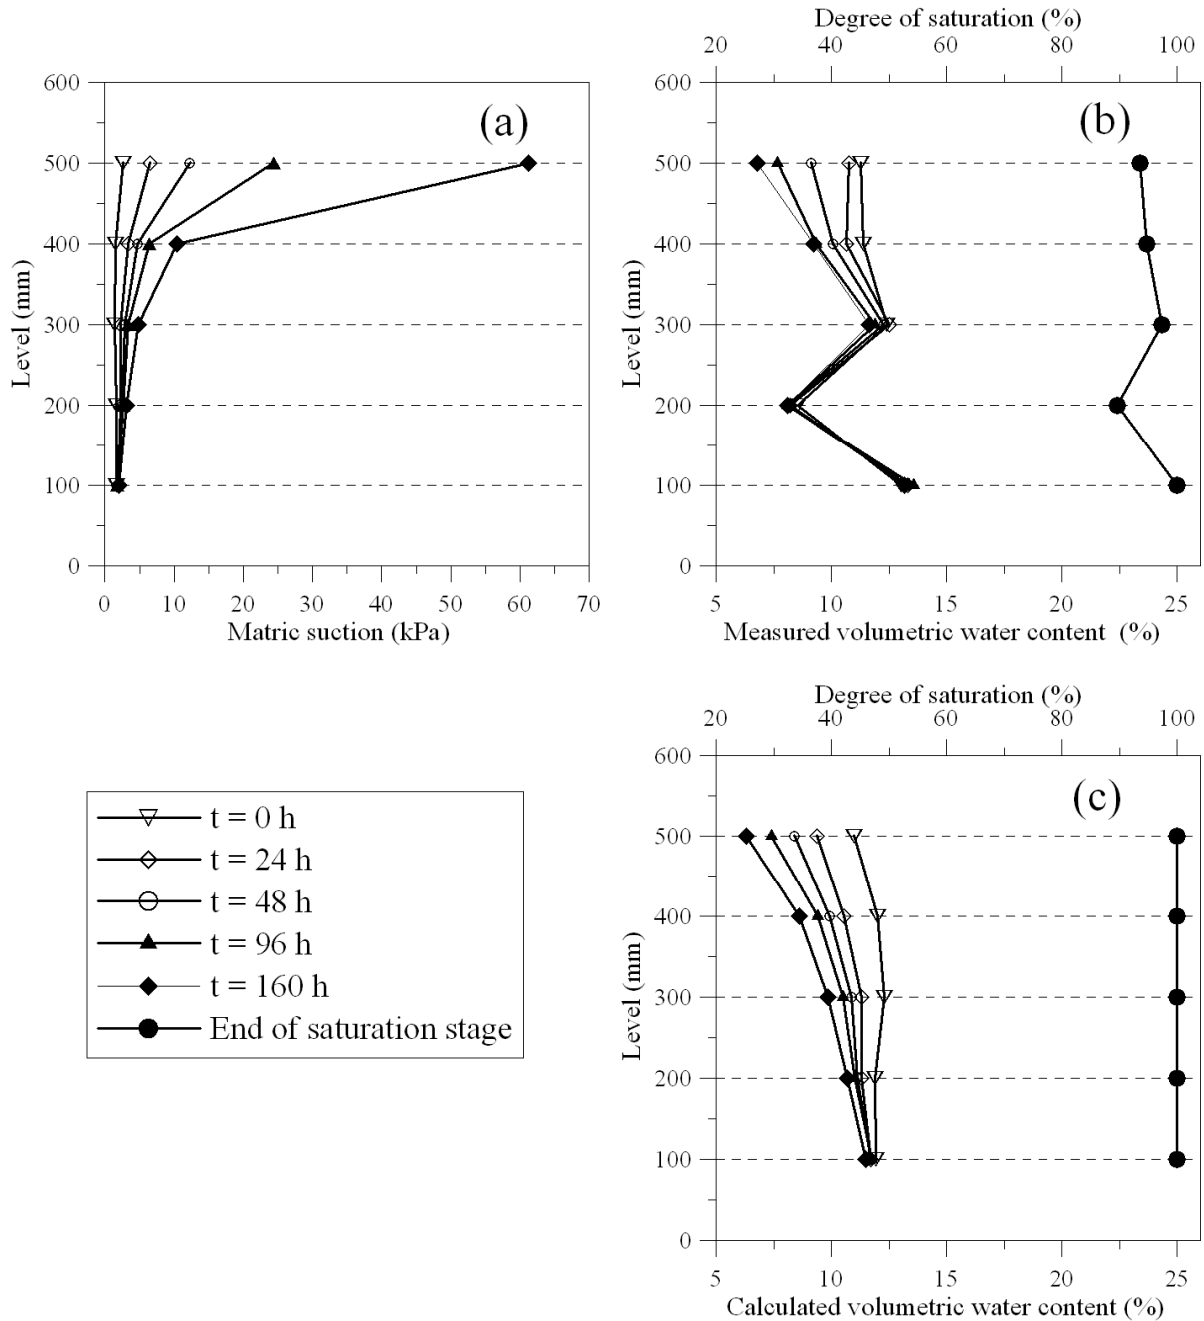 (a)
600
500
400
300
200
100
0
Level (mm)
0 10 20 30 40 50 60 70
Matric suction (kPa)
Degree of saturation (%)
20 40 60 80 100
(b)
600
500
400
300
200
100
0
Level (mm)
5 10 15 20 25
Measured volumetric water content (%)
t = 0 h
t = 24 h
t = 48 h
t = 96 h
t = 160 h
End of saturation stage
Degree of saturation (%)
20 40 60 80 100
(c)
600
500
400
300
200
100
0
Level (mm)
5 10 15 20 25
Calculated volumetric water content (%)